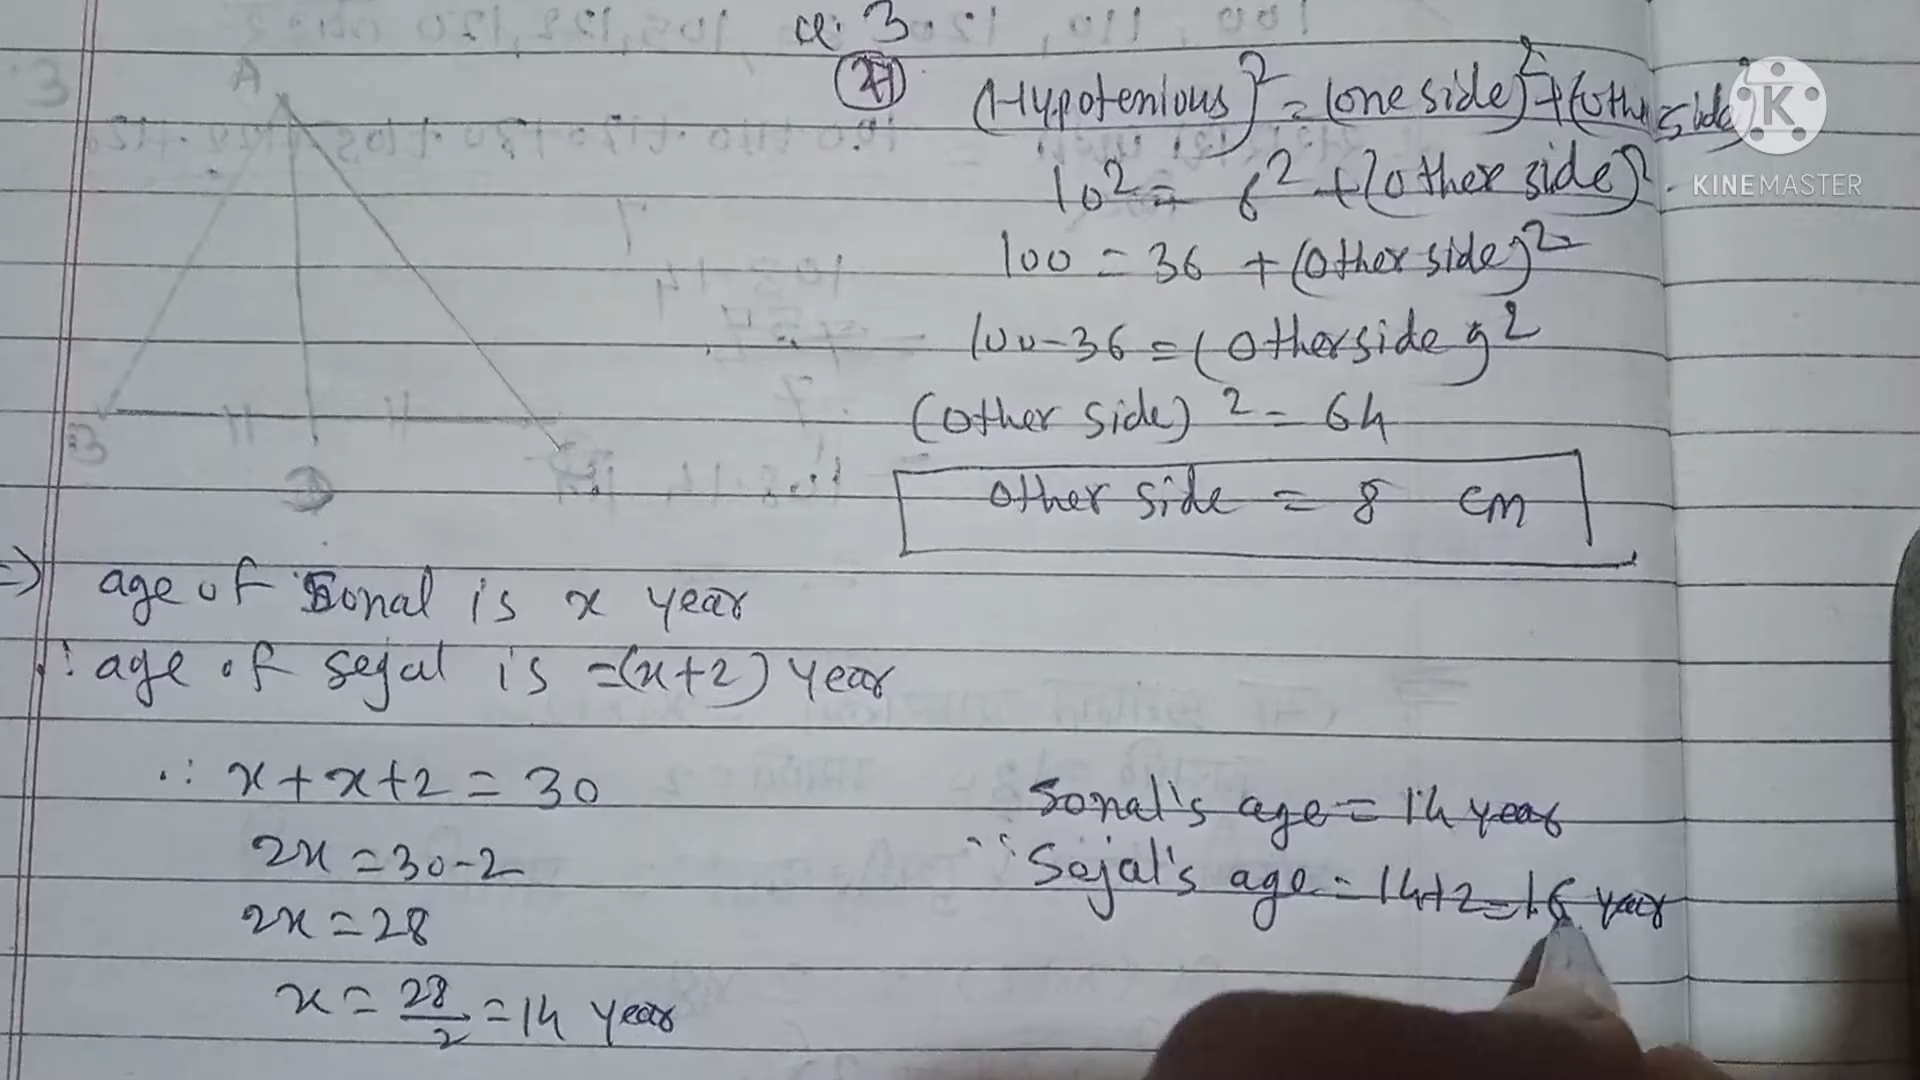 Q. 3
A
(Hypotenious)² = (one side)² + (other side)²
10² = 6² + (other side)²
100 = 36 + (other side)²
100-36 = (other side)²
(other side)² = 64
other side = 8 cm
B
D
=> age of Sonal is x year
∴ age of sejal is =(x+2) year
∴ x+x+2=30
2x=30-2
2x=28
x = 28/2 = 14 year
Sonal's age = 14 year
∵ Sejal's age = 14+2=16 year
K
KINEMASTER